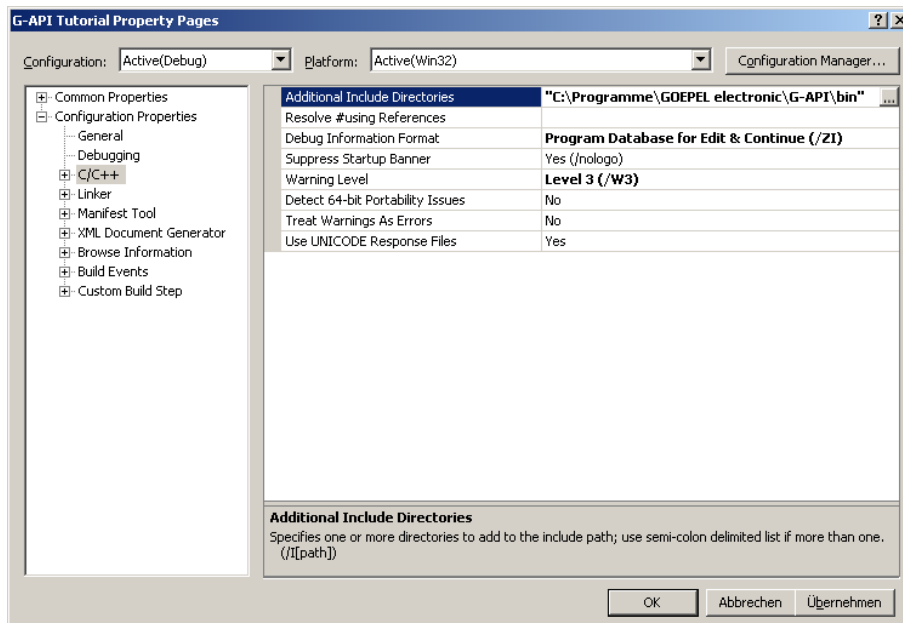 G-API Tutorial Property Pages
Configuration: Active(Debug) Platform: Active(Win32) Configuration Manager...
Common Properties
Configuration Properties
General
Debugging
C/C++
Linker
Manifest Tool
XML Document Generator
Browse Information
Build Events
Custom Build Step
Additional Include Directories "C:\Programme\GOEPEL electronic\G-API\bin" ...
Resolve #using References
Debug Information Format Program Database for Edit & Continue (/ZI)
Suppress Startup Banner Yes (/nologo)
Warning Level Level 3 (/W3)
Detect 64-bit Portability Issues No
Treat Warnings As Errors No
Use UNICODE Response Files Yes
Additional Include Directories
Specifies one or more directories to add to the include path; use semi-colon delimited list if more than one.
(/I[path])
OK Abbrechen Übernehmen